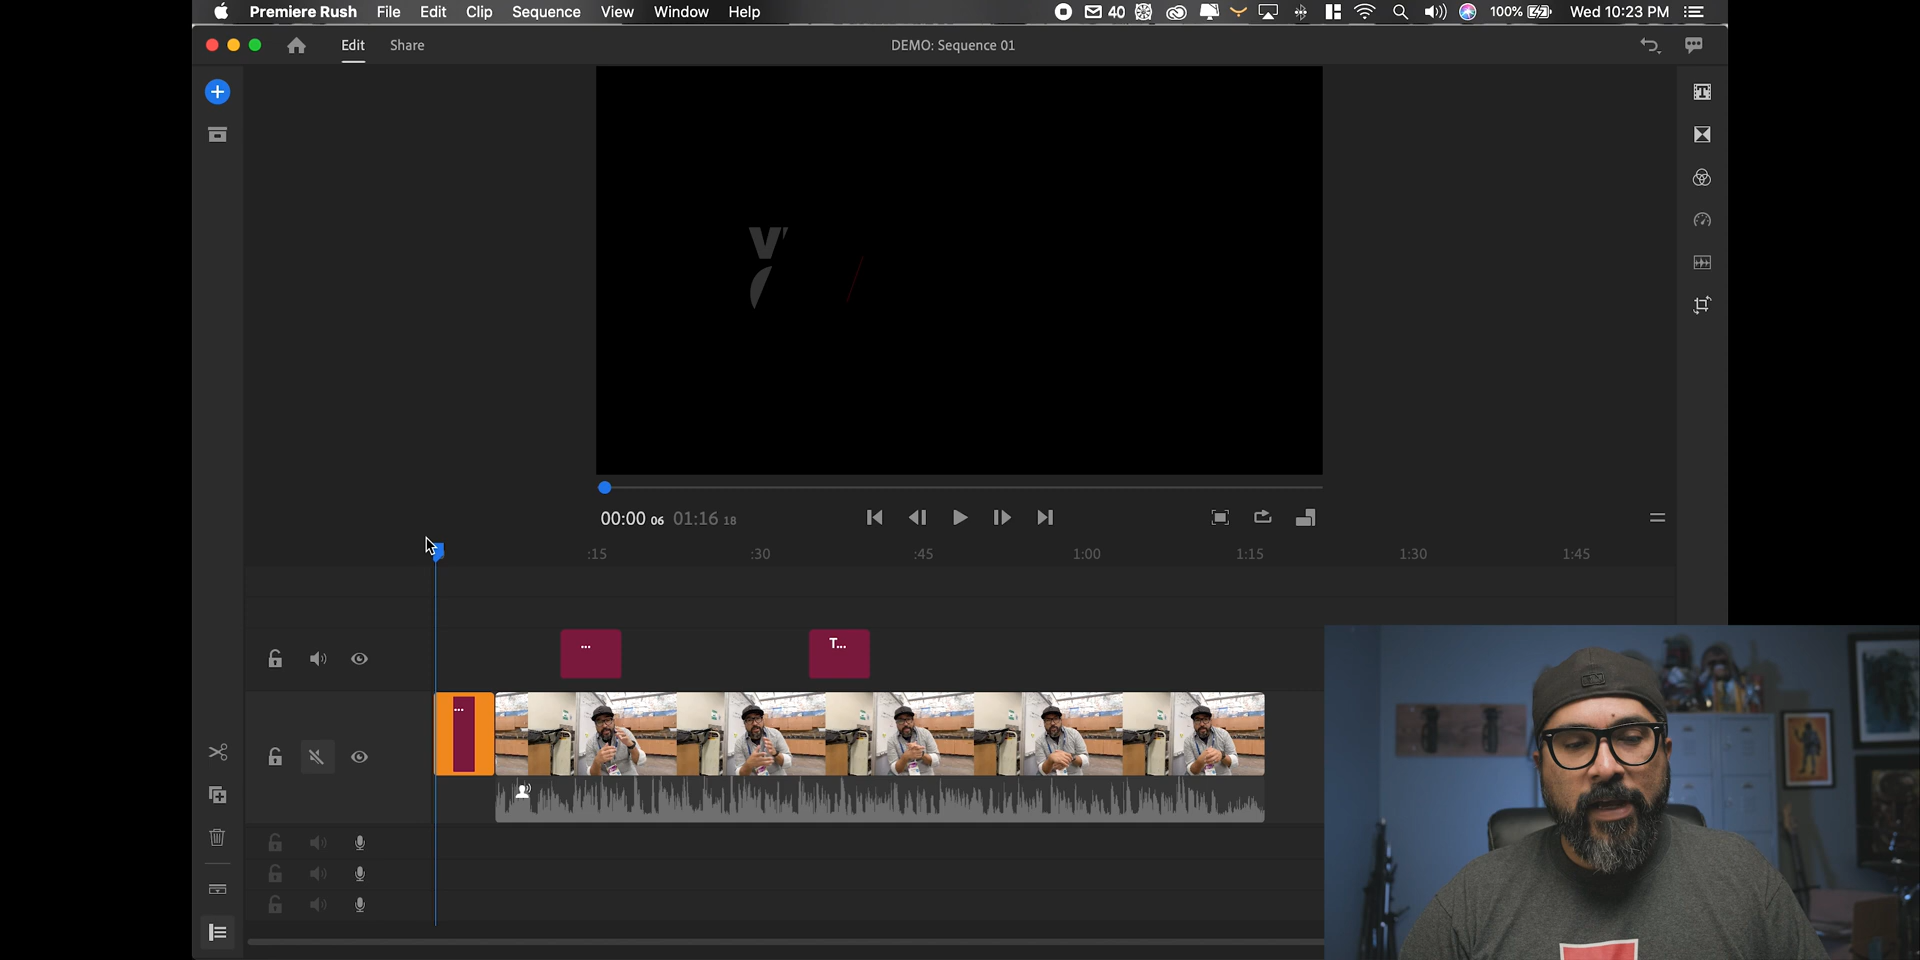 Premiere Rush File Edit Clip Sequence View Window Help 40 100% Wed 10:23 PM
Edit Share DEMO: Sequence 01
00:00 06 01:16 18
:15 :30 :45 1:00 1:15 1:30 1:45
... T...
...